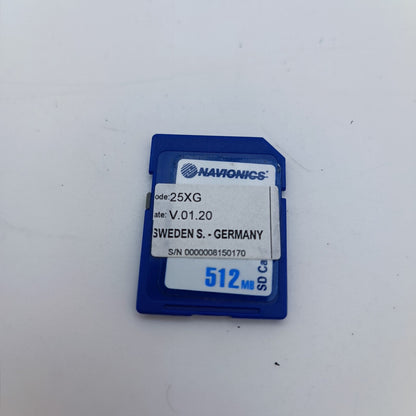 NAVIONICS
ode: 25XG
ate: V.01.20
SWEDEN S. - GERMANY
S/N 0000008150170
512 MB
SD Ca